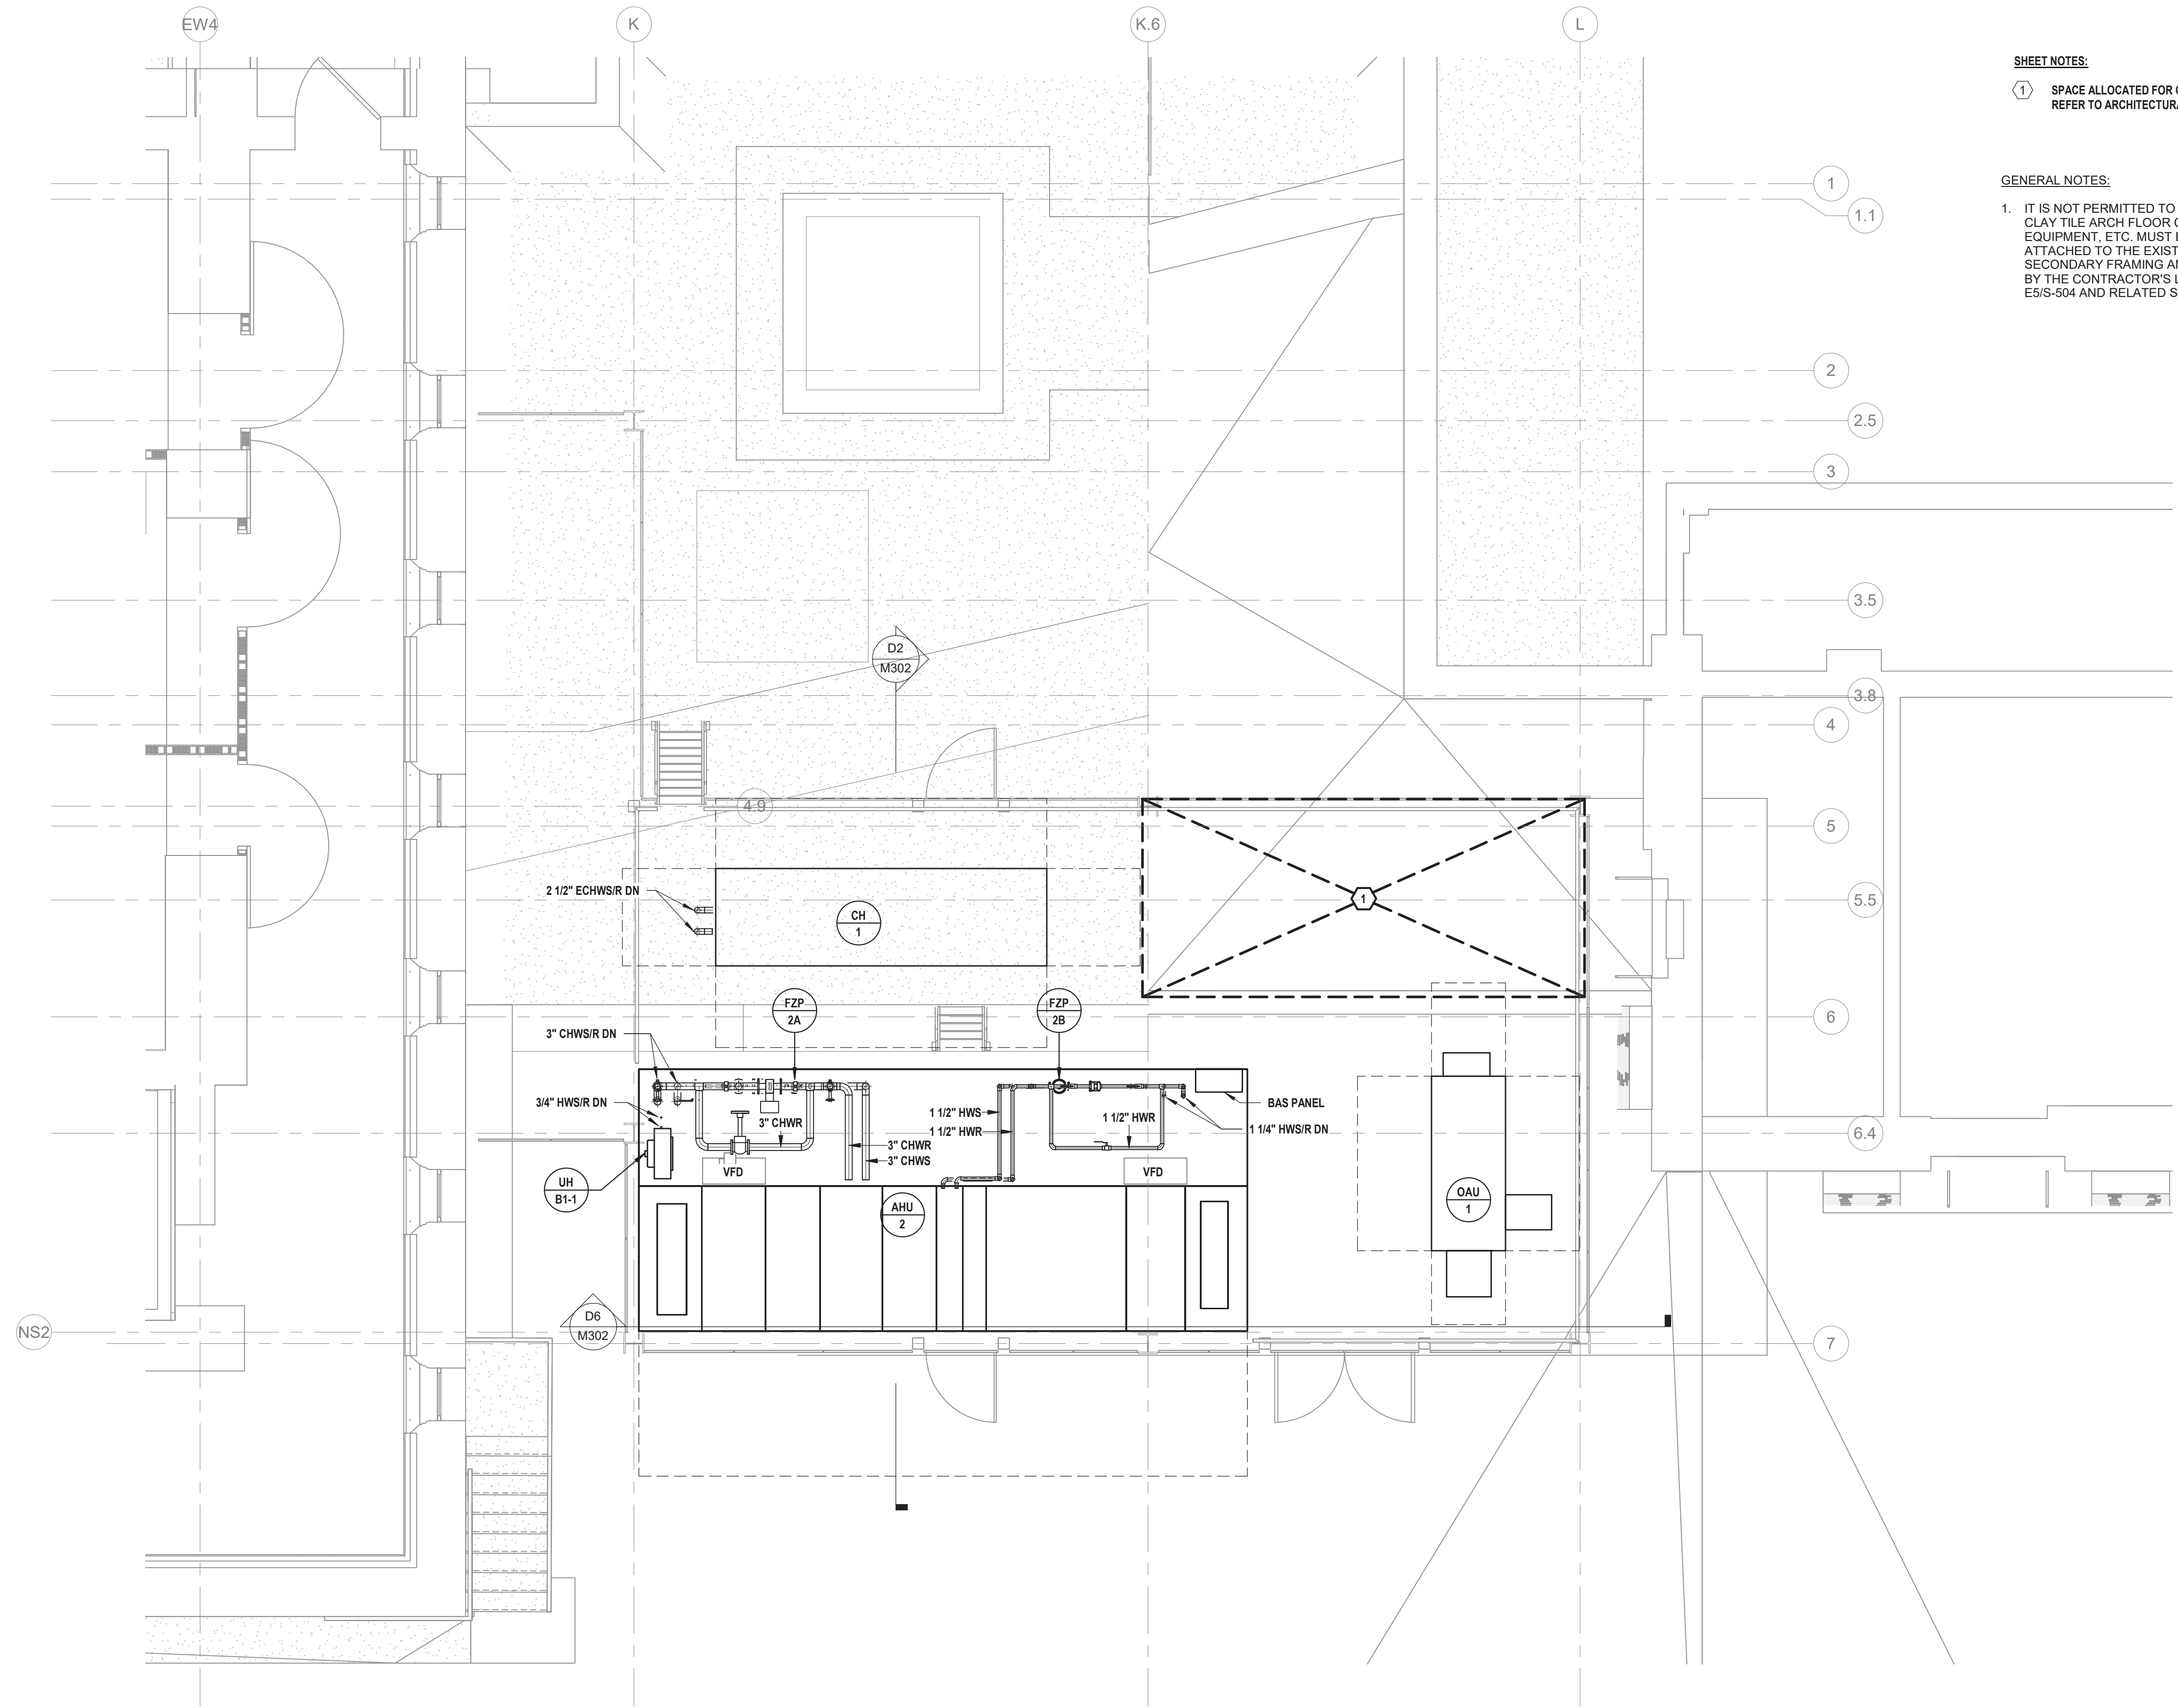 EW4
K
K.6
L
SHEET NOTES:
1 SPACE ALLOCATED FOR
REFER TO
GENERAL NOTES:
1. IT IS NOT PERMITTED TO
CLAY TILE ARCH FLOOR
EQUIPMENT, ETC. MUST
ATTACHED TO THE
SECONDARY FRAMING
BY THE CONTRACTOR'S
E5/S-504 AND RELATED
1
1.1
2
2.5
3
3.5
D2
M302
3.8
4
4.9
5
2 1/2" ECHWS/R DN
CH
1
1
5.5
FZP
2A
FZP
2B
6
3" CHWS/R DN
3/4" HWS/R DN
3" CHWR
1 1/2" HWS
1 1/2" HWR
1 1/2" HWR
BAS PANEL
1 1/4" HWS/R DN
3" CHWR
3" CHWS
6.4
VFD
VFD
UH
B1-1
AHU
2
OAU
1
D6
M302
NS2
7